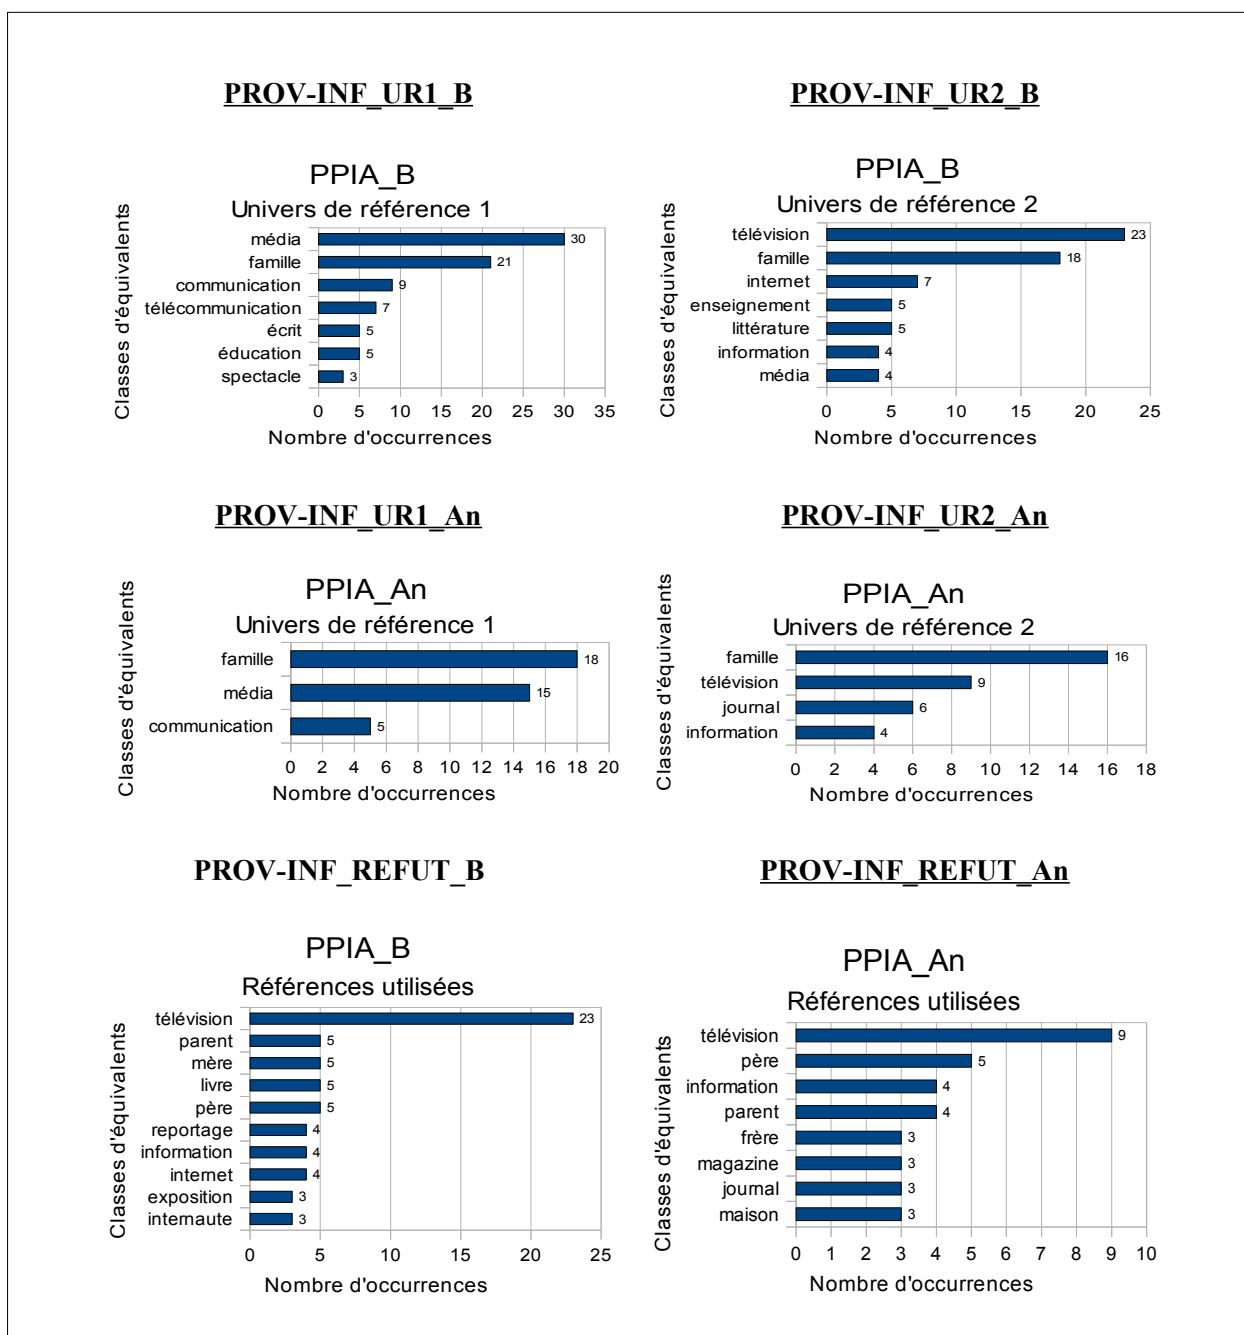 PROV-INF_UR1_B
PPIA_B
Univers de référence 1
Classes d'équivalents
média 30
famille 21
communication 9
télécommunication 7
écrit 5
éducation 5
spectacle 3
0 5 10 15 20 25 30 35
Nombre d'occurrences
PROV-INF_UR2_B
PPIA_B
Univers de référence 2
Classes d'équivalents
télévision 23
famille 18
internet 7
enseignement 5
littérature 5
information 4
média 4
0 5 10 15 20 25
Nombre d'occurrences
PROV-INF_UR1_An
PPIA_An
Univers de référence 1
Classes d'équivalents
famille 18
média 15
communication 5
0 2 4 6 8 10 12 14 16 18 20
Nombre d'occurrences
PROV-INF_UR2_An
PPIA_An
Univers de référence 2
Classes d'équivalents
famille 16
télévision 9
journal 6
information 4
0 2 4 6 8 10 12 14 16 18
Nombre d'occurrences
PROV-INF_REFUT_B
PPIA_B
Références utilisées
Classes d'équivalents
télévision 23
parent 5
mère 5
livre 5
père 5
reportage 4
information 4
internet 4
exposition 3
internaute 3
0 5 10 15 20 25
Nombre d'occurrences
PROV-INF_REFUT_An
PPIA_An
Références utilisées
Classes d'équivalents
télévision 9
père 5
information 4
parent 4
frère 3
magazine 3
journal 3
maison 3
0 1 2 3 4 5 6 7 8 9 10
Nombre d'occurrences